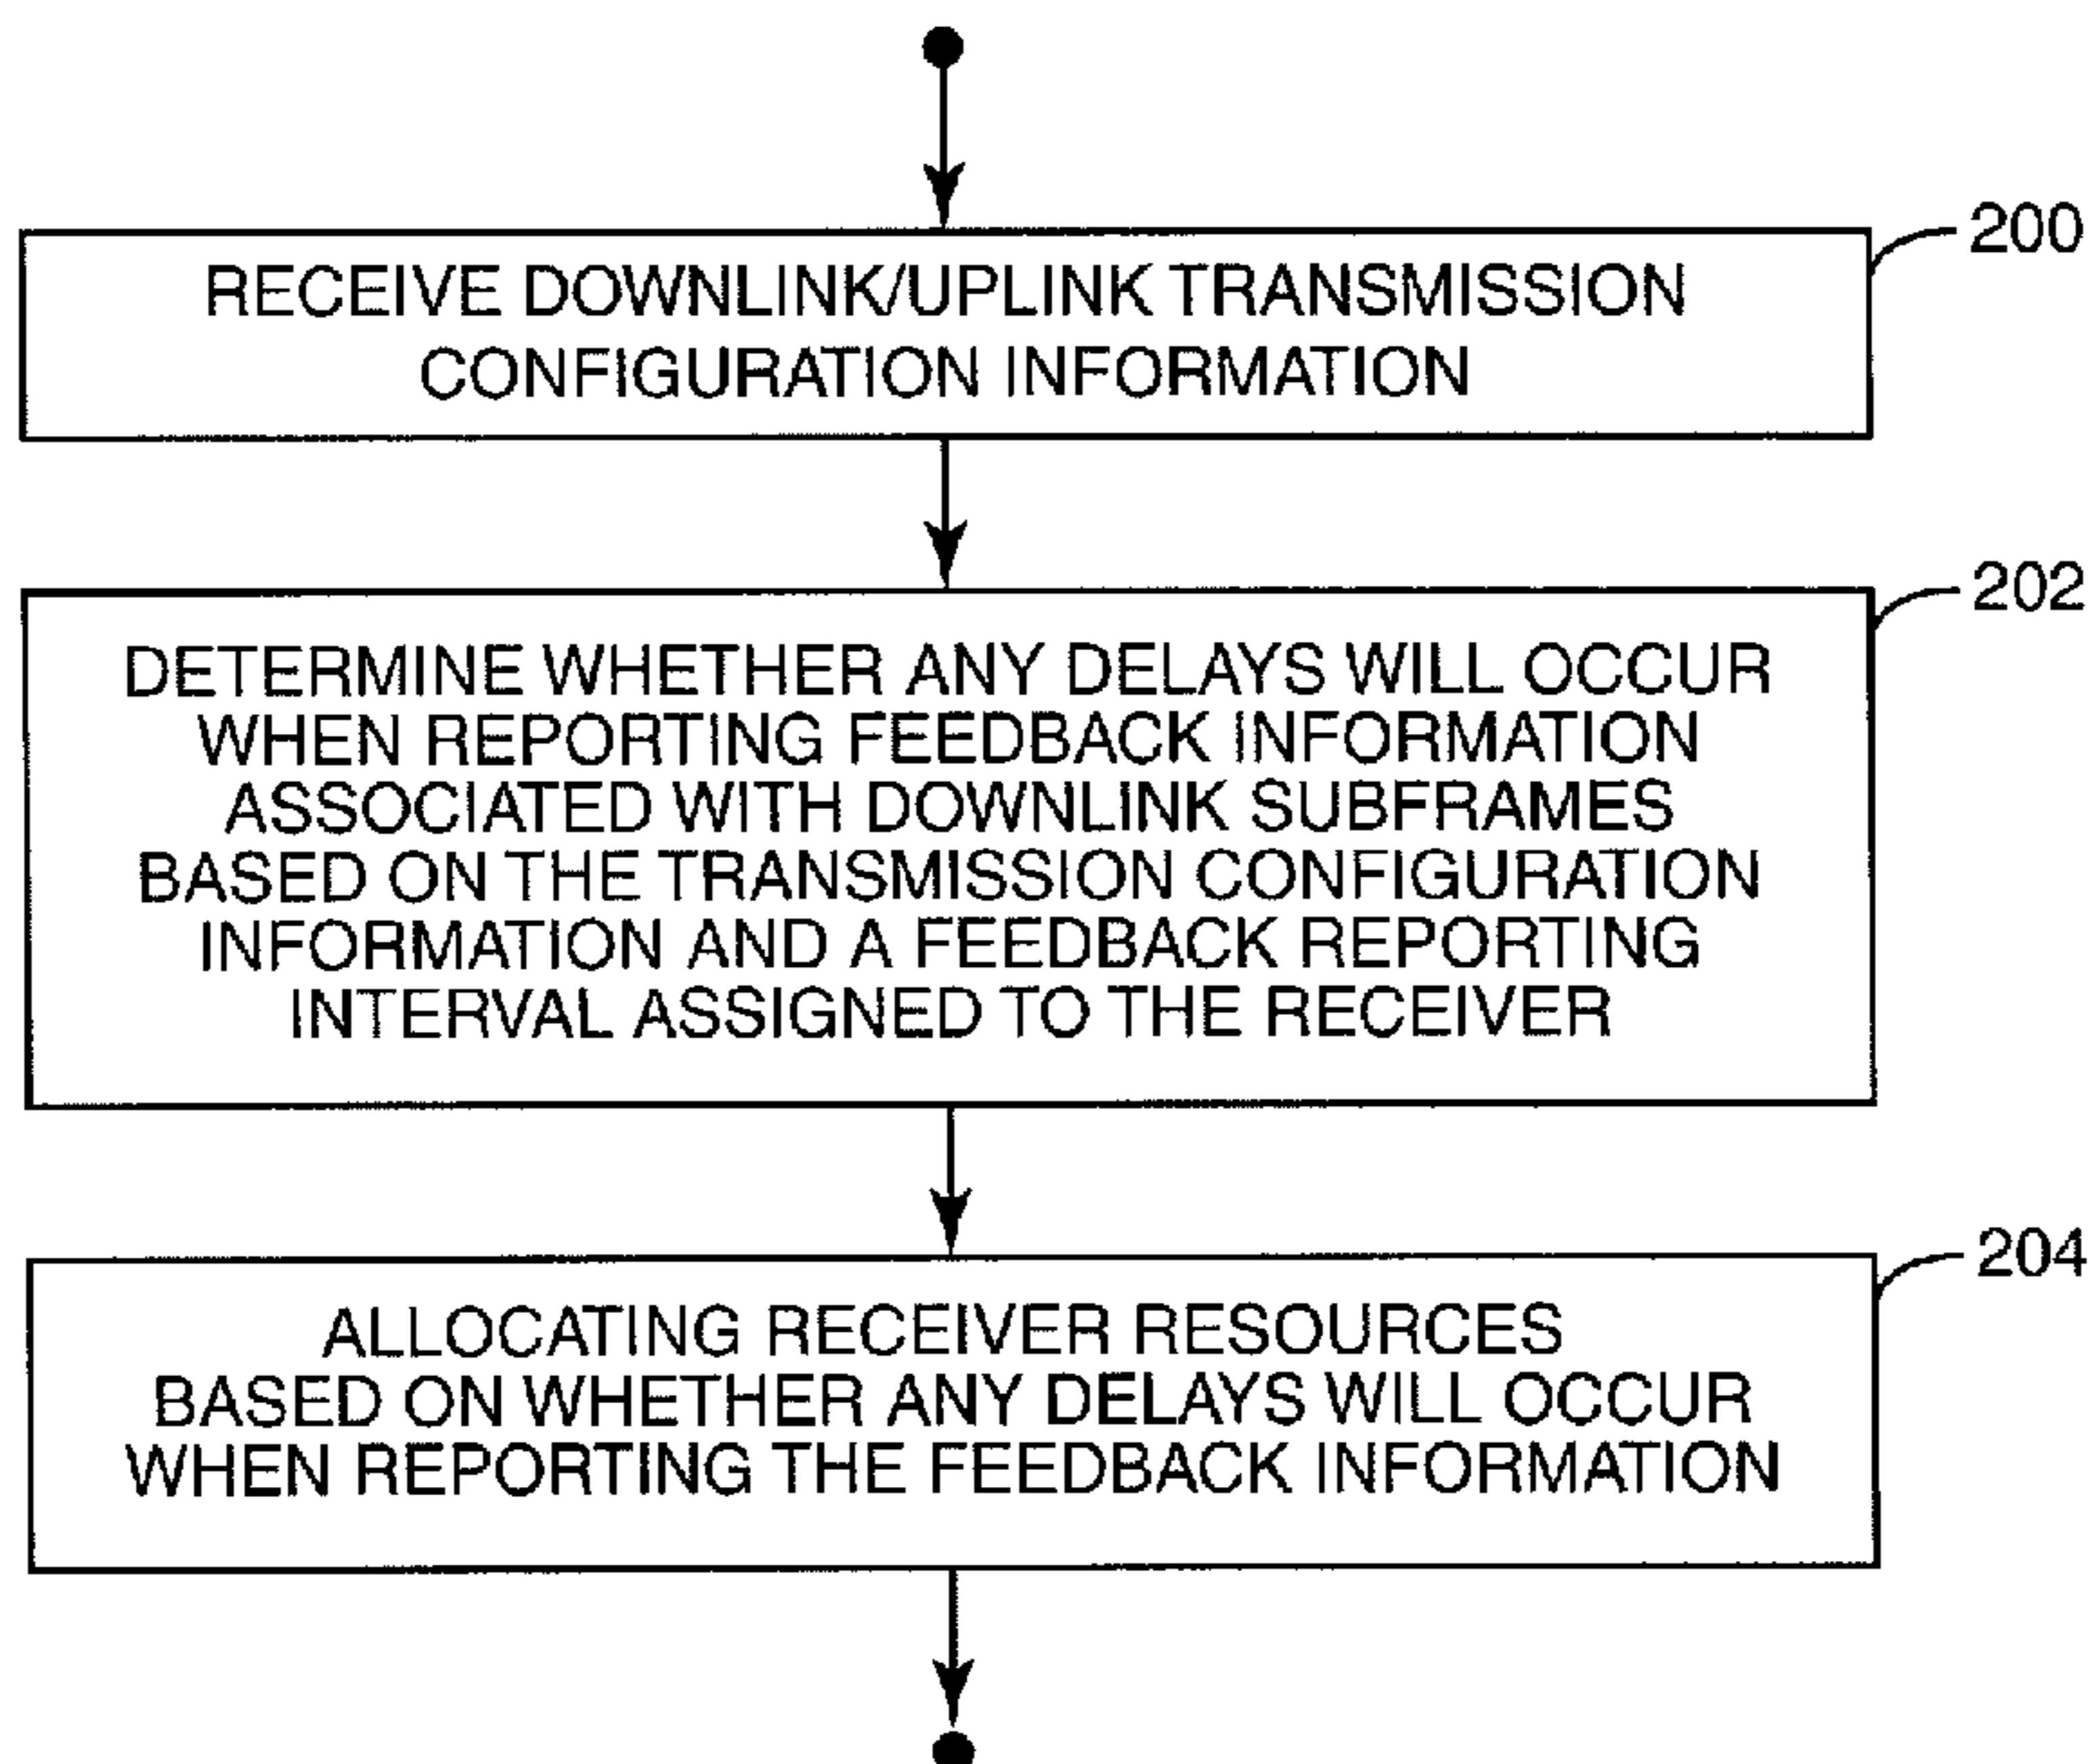 200
RECEIVE DOWNLINK/UPLINK TRANSMISSION
CONFIGURATION INFORMATION
202
DETERMINE WHETHER ANY DELAYS WILL OCCUR
WHEN REPORTING FEEDBACK INFORMATION
ASSOCIATED WITH DOWNLINK SUBFRAMES
BASED ON THE TRANSMISSION CONFIGURATION
INFORMATION AND A FEEDBACK REPORTING
INTERVAL ASSIGNED TO THE RECEIVER
204
ALLOCATING RECEIVER RESOURCES
BASED ON WHETHER ANY DELAYS WILL OCCUR
WHEN REPORTING THE FEEDBACK INFORMATION